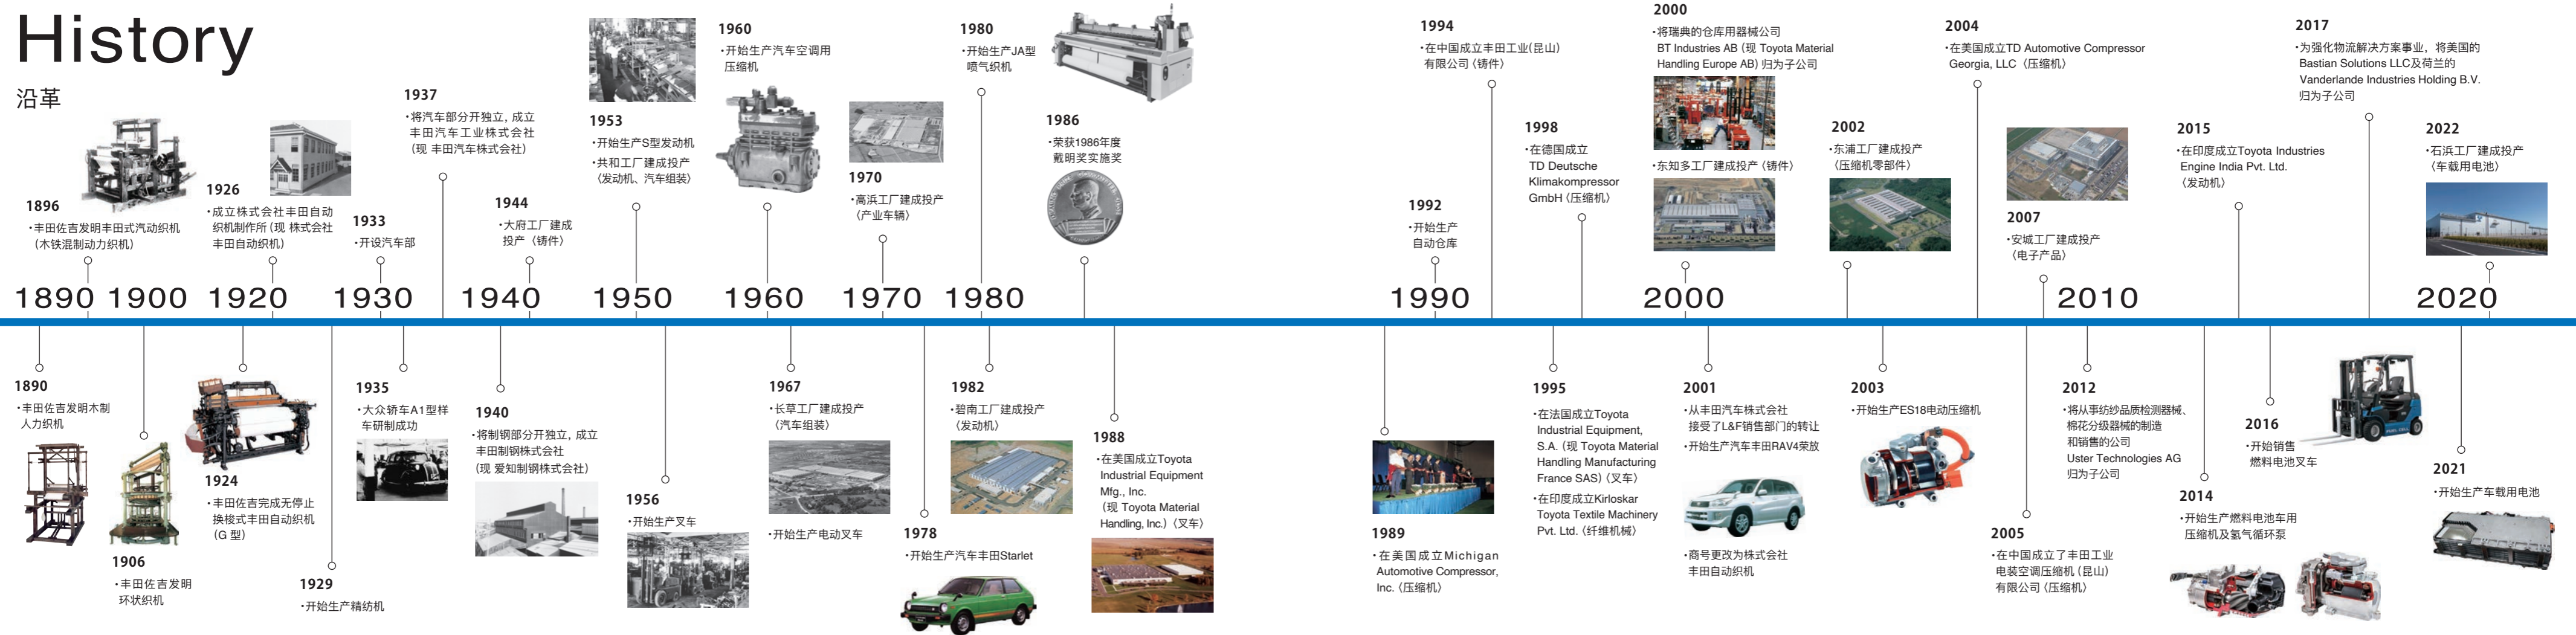 History
沿革
1896
・丰田佐吉发明丰田式汽动织机
（木铁混制动力织机）
1926
・成立株式会社丰田自动
织机制作所（现 株式会社
丰田自动织机）
1933
・开设汽车部
1937
・将汽车部分开独立，成立
丰田汽车工业株式会社
（现 丰田汽车株式会社）
1944
・大府工厂建成
投产〈铸件〉
1953
・开始生产S型发动机
・共和工厂建成投产
〈发动机、汽车组装〉
1960
・开始生产汽车空调用
压缩机
1970
・高浜工厂建成投产
〈产业车辆〉
1980
・开始生产JA型
喷气织机
1986
・荣获1986年度
戴明奖实施奖
1992
・开始生产
自动仓库
1994
・在中国成立丰田工业(昆山)
有限公司〈铸件〉
1998
・在德国成立
TD Deutsche
Klimakompressor
GmbH〈压缩机〉
2000
・将瑞典的仓库用器械公司
BT Industries AB (现 Toyota Material
Handling Europe AB) 归为子公司
・东知多工厂建成投产〈铸件〉
2002
・东浦工厂建成投产
〈压缩机零部件〉
2004
・在美国成立TD Automotive Compressor
Georgia, LLC〈压缩机〉
2007
・安城工厂建成投产
〈电子产品〉
2015
・在印度成立Toyota Industries
Engine India Pvt. Ltd.
〈发动机〉
2017
・为强化物流解决方案事业，将美国的
Bastian Solutions LLC及荷兰的
Vanderlande Industries Holding B.V.
归为子公司
2022
・石浜工厂建成投产
〈车载用电池〉
1890 1900 1920 1930 1940 1950 1960 1970 1980 1990 2000 2010 2020
1890
・丰田佐吉发明木制
人力织机
1906
・丰田佐吉发明
环状织机
1924
・丰田佐吉完成无停止
换梭式丰田自动织机
（G 型）
1929
・开始生产精纺机
1935
・大众轿车A1型样
车研制成功
1940
・将制钢部分开独立，成立
丰田制钢株式会社
(现 爱知制钢株式会社)
1956
・开始生产叉车
1967
・长草工厂建成投产
〈汽车组装〉
・开始生产电动叉车
1978
・开始生产汽车丰田Starlet
1982
・碧南工厂建成投产
〈发动机〉
1988
・在美国成立Toyota
Industrial Equipment
Mfg., Inc.
(现 Toyota Material
Handling, Inc.)〈叉车〉
1989
・在美国成立Michigan
Automotive Compressor,
Inc.〈压缩机〉
1995
・在法国成立Toyota
Industrial Equipment,
S.A. (现 Toyota Material
Handling Manufacturing
France SAS)〈叉车〉
・在印度成立Kirloskar
Toyota Textile Machinery
Pvt. Ltd.〈纤维机械〉
2001
・从丰田汽车株式会社
接受了L&F销售部门的转让
・开始生产汽车丰田RAV4荣放
・商号更改为株式会社
丰田自动织机
2003
・开始生产ES18电动压缩机
2005
・在中国成立了丰田工业
电装空调压缩机 (昆山)
有限公司〈压缩机〉
2012
・将从事纺纱品质检测器械、
棉花分级器械的制造
和销售的公司
Uster Technologies AG
归为子公司
2014
・开始生产燃料电池车用
压缩机及氢气循环泵
2016
・开始销售
燃料电池叉车
2021
・开始生产车载用电池